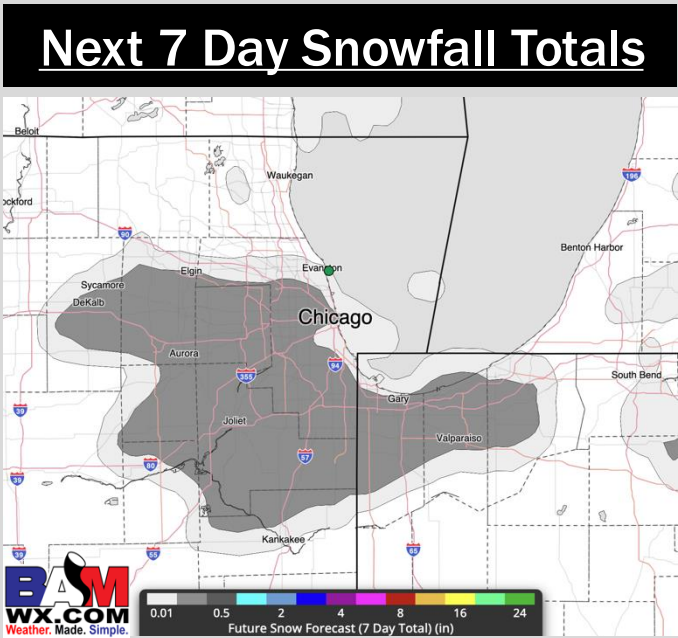 Next 7 Day Snowfall Totals
Beloit
Waukegan
ockford
196
90
Benton Harbor
Elgin
Evanston
Sycamore
DeKalb
Chicago
Aurora
94
355
South Bend
Gary
39
Joliet
Valparaiso
57
80
39
Kankakee
39
55
65
BAM
WX.COM
Weather. Made. Simple.
0.01 0.5 2 4 8 16 24
Future Snow Forecast (7 Day Total) (in)